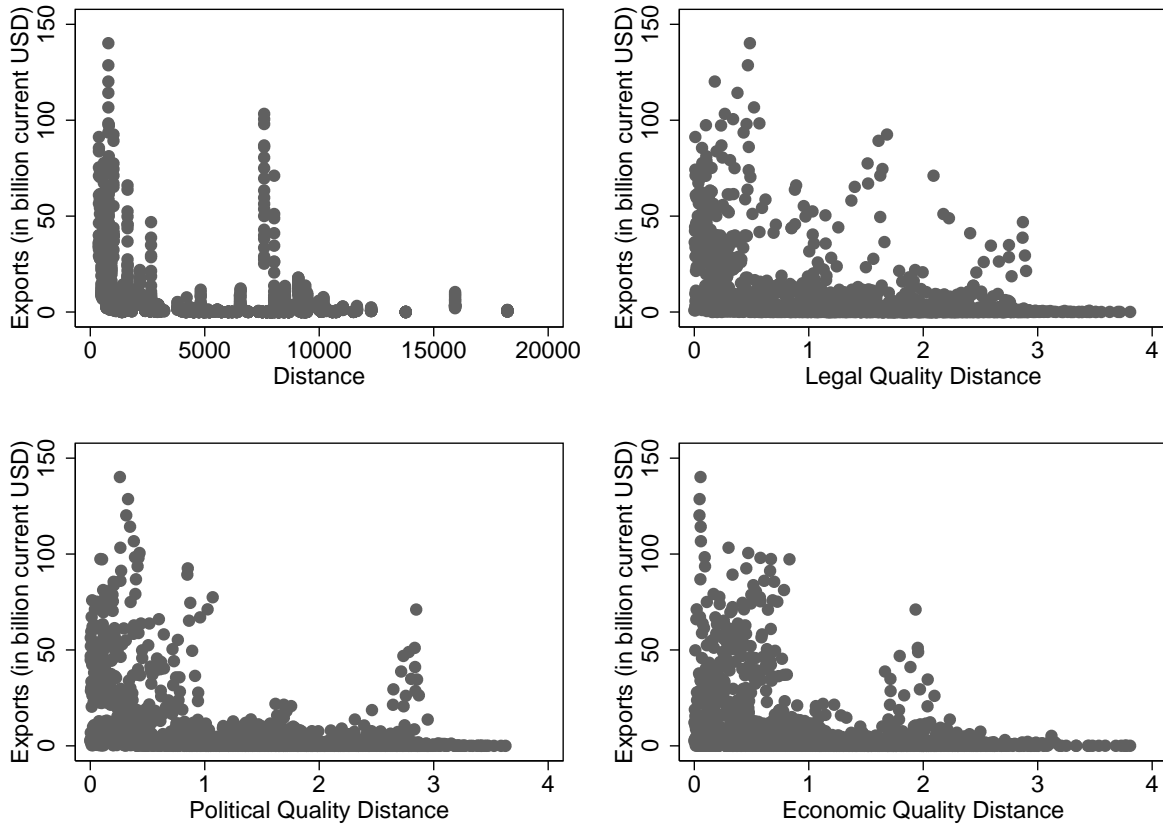 Exports (in billion current USD)
150
100
50
0
0 5000 10000 15000 20000
Distance
Exports (in billion current USD)
150
100
50
0
0 1 2 3 4
Legal Quality Distance
Exports (in billion current USD)
150
100
50
0
0 1 2 3 4
Political Quality Distance
Exports (in billion current USD)
150
100
50
0
0 1 2 3 4
Economic Quality Distance